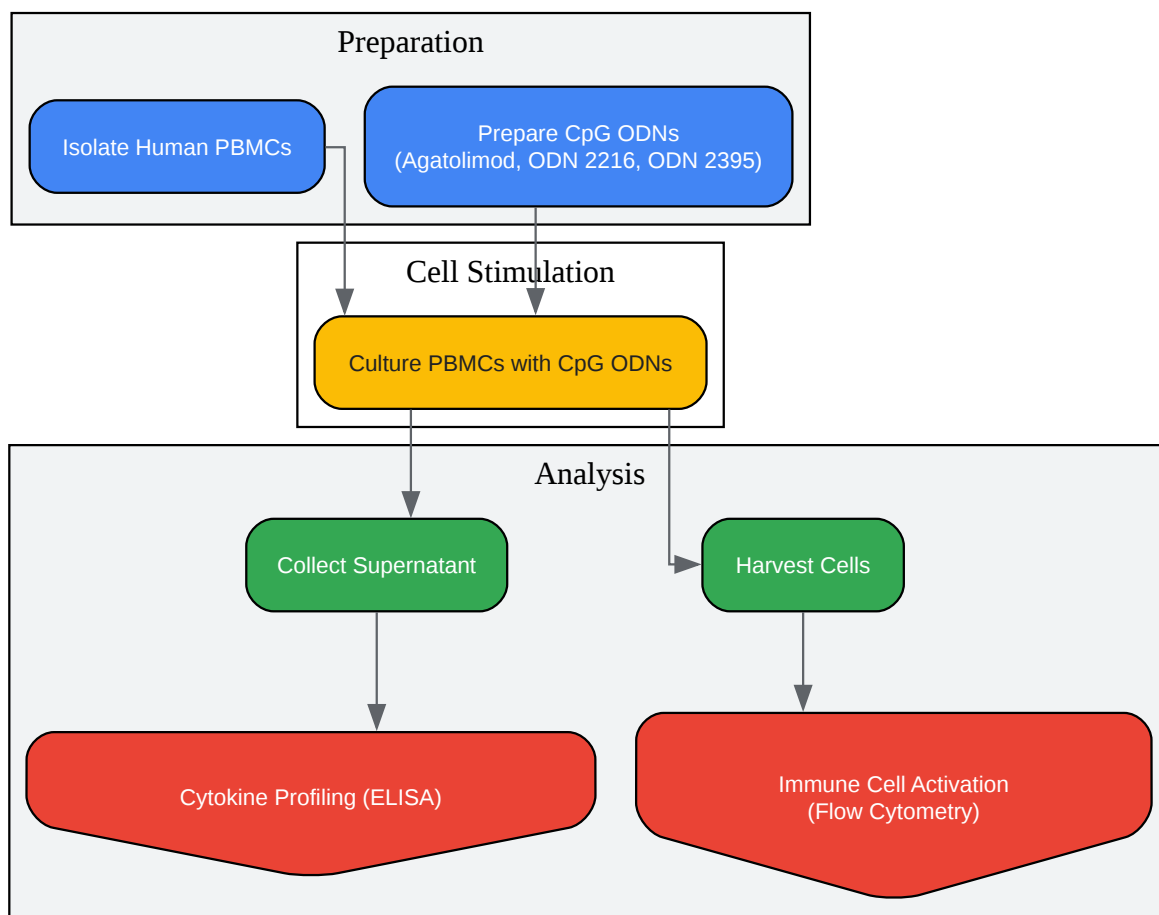 Preparation
Isolate Human PBMCs
Prepare CpG ODNs
(Agatolimod, ODN 2216, ODN 2395)
Cell Stimulation
Culture PBMCs with CpG ODNs
Analysis
Collect Supernatant
Harvest Cells
Cytokine Profiling (ELISA)
Immune Cell Activation
(Flow Cytometry)